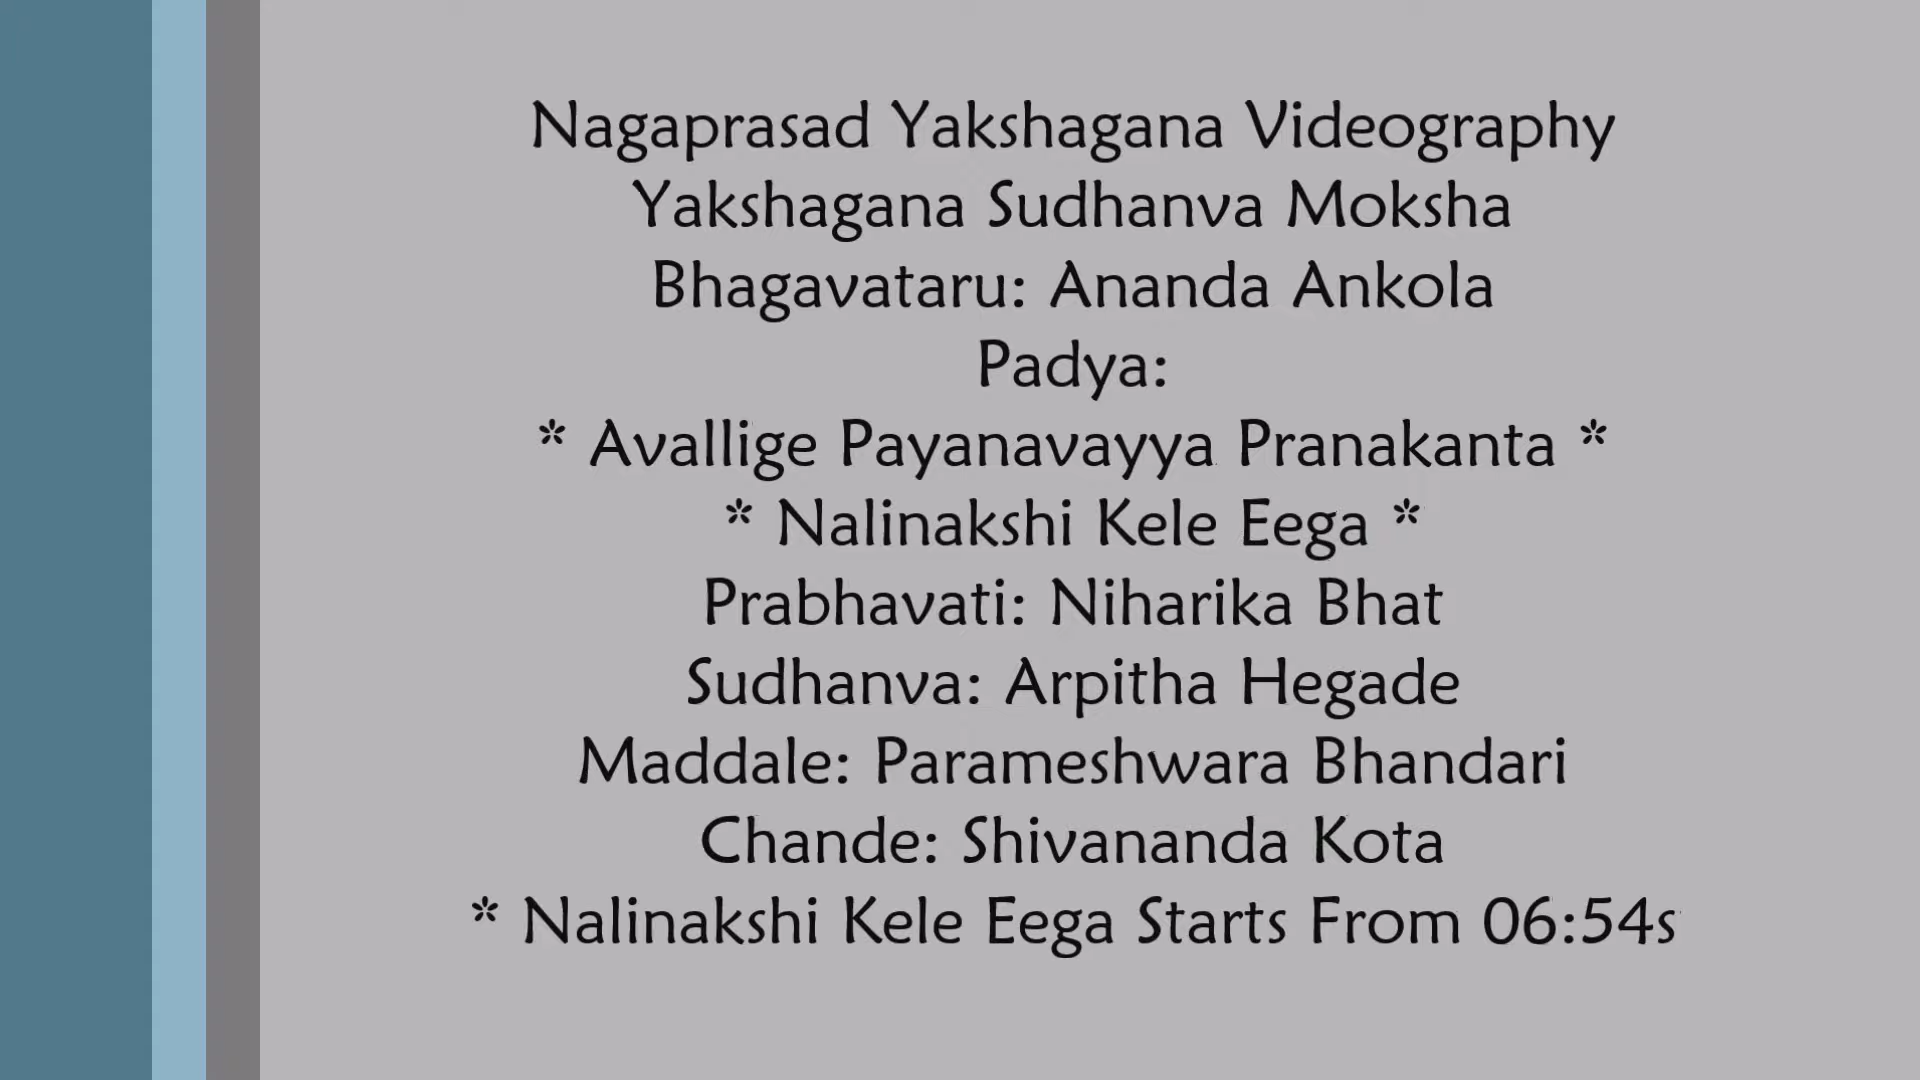 Nagaprasad Yakshagana Videography
Yakshagana Sudhanva Moksha
Bhagavataru: Ananda Ankola
Padya:
* Avallige Payanavayya Pranakanta *
* Nalinakshi Kele Eega *
Prabhavati: Niharika Bhat
Sudhanva: Arpitha Hegade
Maddale: Parameshwara Bhandari
Chande: Shivananda Kota
* Nalinakshi Kele Eega Starts From 06:54s